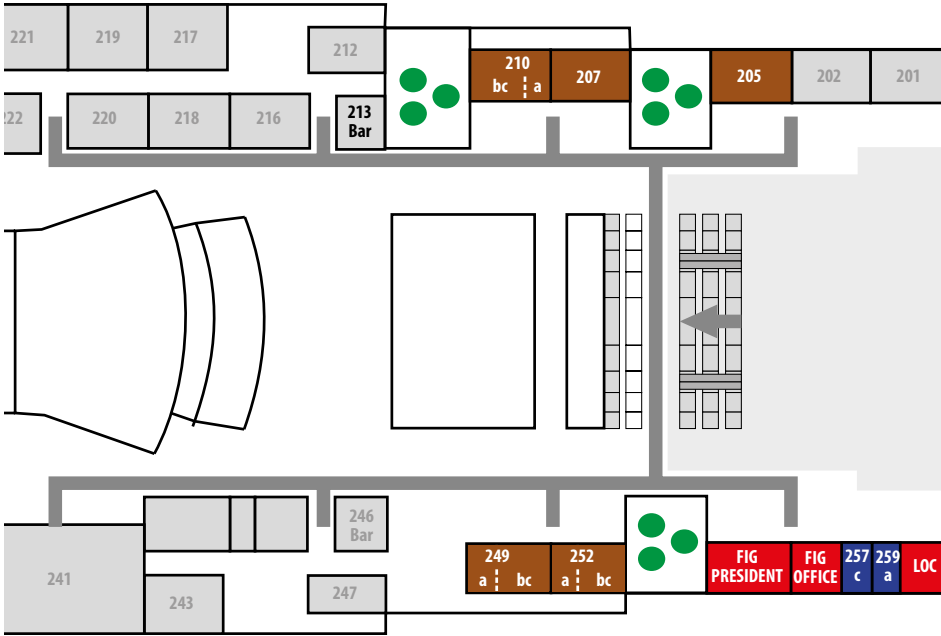 221 219 217
212
210
bc a
207
205
202
201
222
220 218 216
213
Bar
246
Bar
249
a bc
252
a bc
FIG
PRESIDENT
FIG
OFFICE
257
c
259
a
LOC
241
243
247